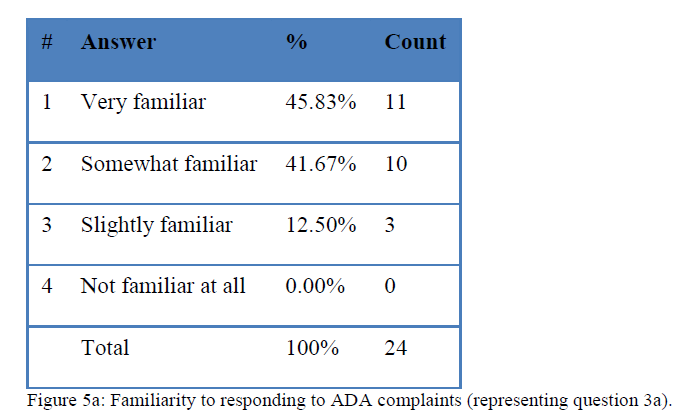 # Answer % Count
1 Very familiar 45.83% 11
2 Somewhat familiar 41.67% 10
3 Slightly familiar 12.50% 3
4 Not familiar at all 0.00% 0
Total 100% 24
Figure 5a: Familiarity to responding to ADA complaints (representing question 3a).